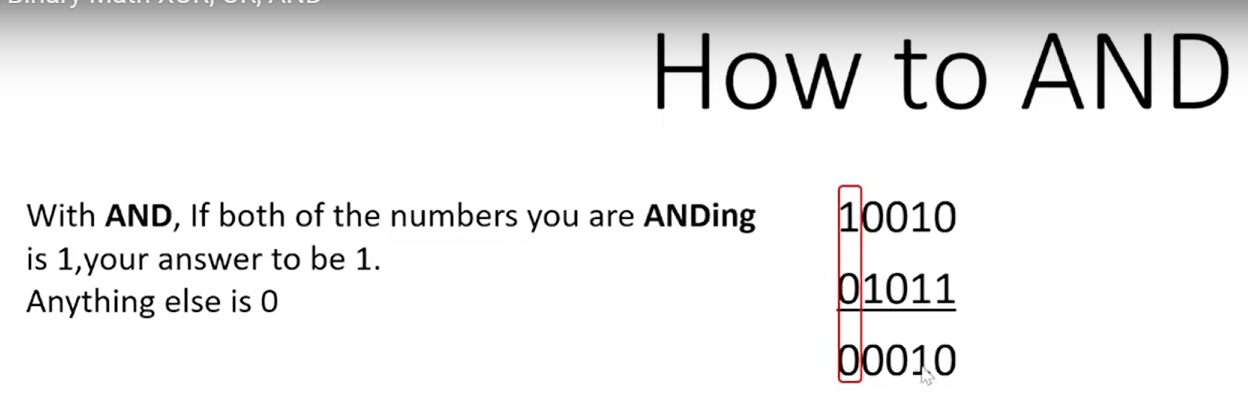 Binary Math XOR, OR, AND
How to AND
With AND, If both of the numbers you are ANDing
is 1,your answer to be 1.
Anything else is 0
10010
01011
00010